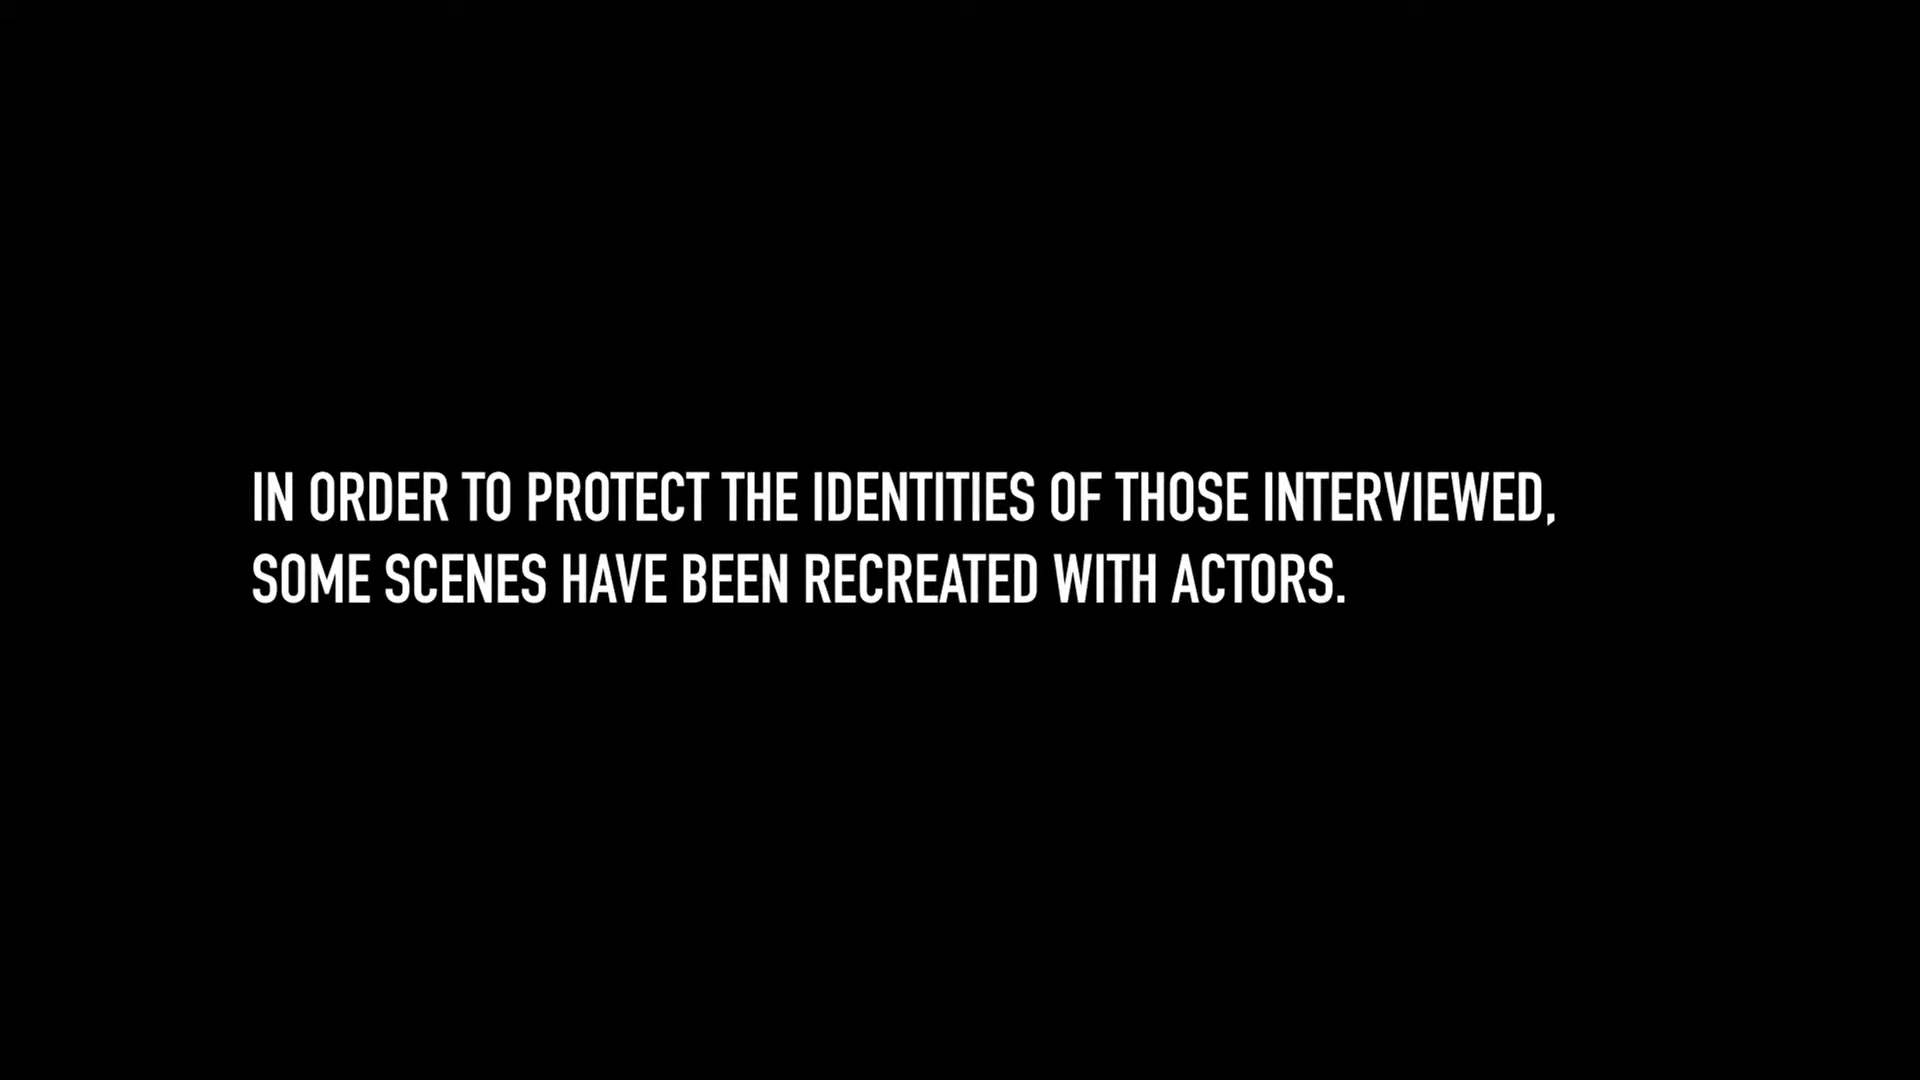 IN ORDER TO PROTECT THE IDENTITIES OF THOSE INTERVIEWED,
SOME SCENES HAVE BEEN RECREATED WITH ACTORS.